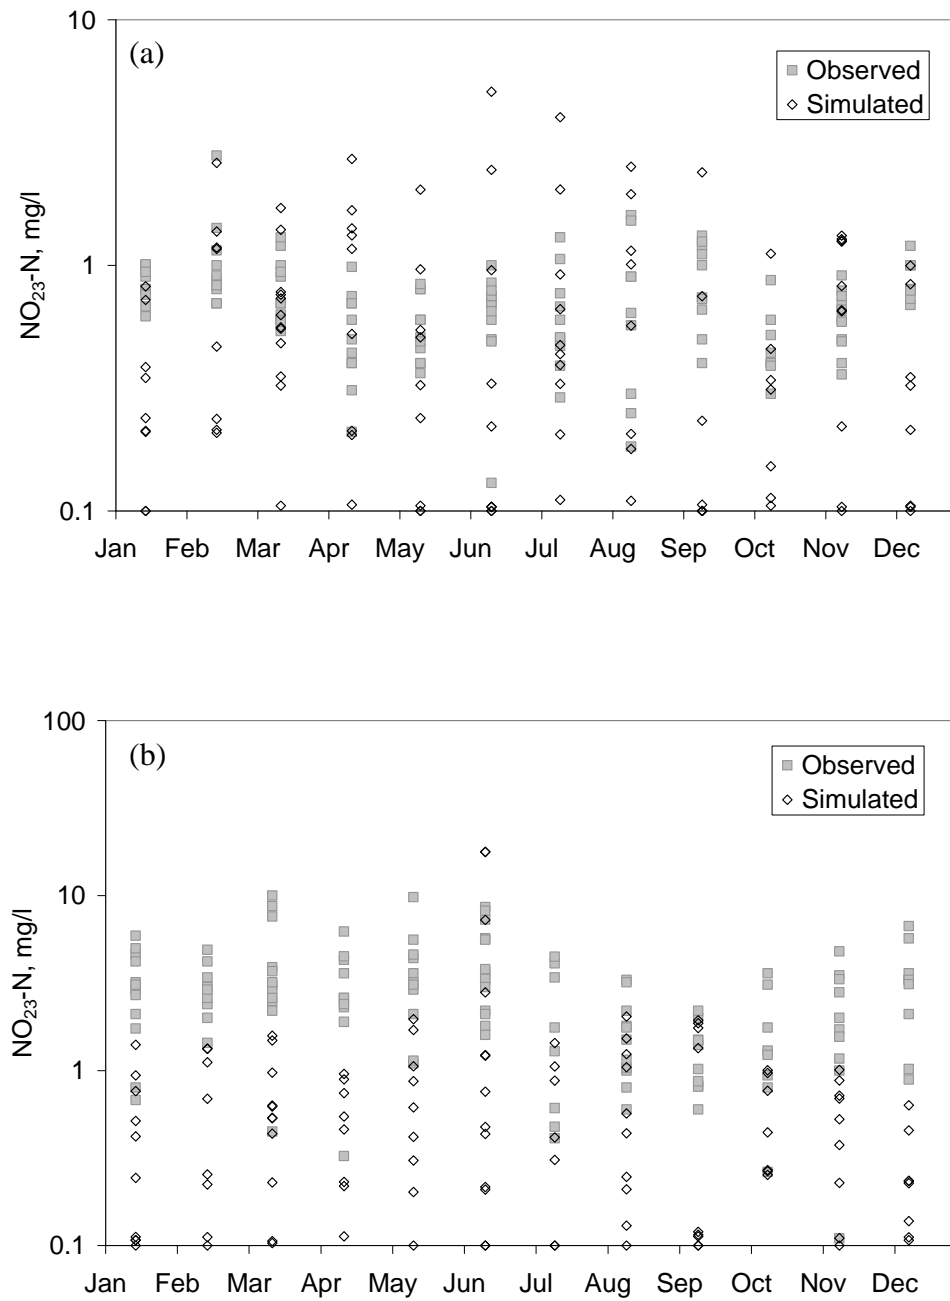 10
(a)
Observed
Simulated
NO23-N, mg/l
1
0.1
Jan Feb Mar Apr May Jun Jul Aug Sep Oct Nov Dec
100
(b)
Observed
Simulated
NO23-N, mg/l
10
1
0.1
Jan Feb Mar Apr May Jun Jul Aug Sep Oct Nov Dec